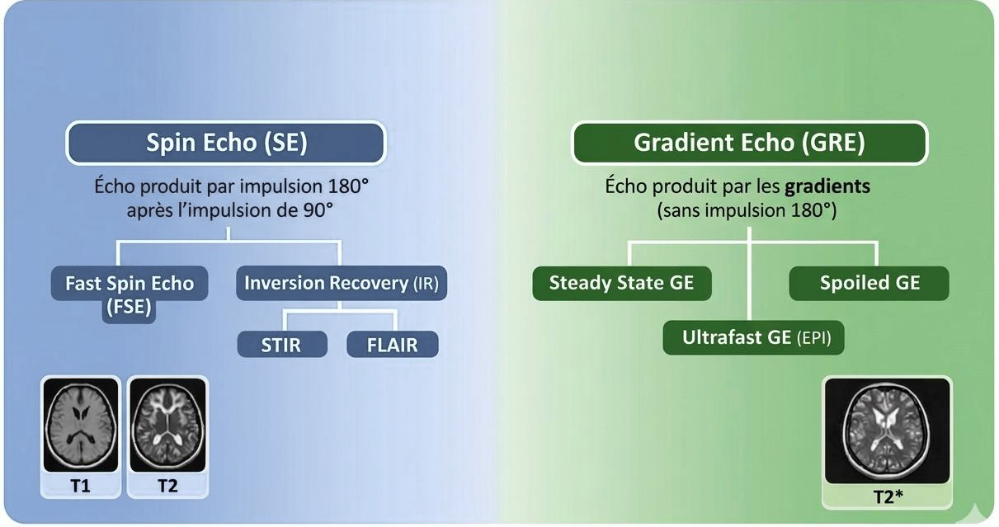 Spin Echo (SE)
Écho produit par impulsion 180°
après l’impulsion de 90°
Fast Spin Echo
(FSE)
Inversion Recovery (IR)
STIR
FLAIR
T1
T2
Gradient Echo (GRE)
Écho produit par les gradients
(sans impulsion 180°)
Steady State GE
Spoiled GE
Ultrafast GE (EPI)
T2*